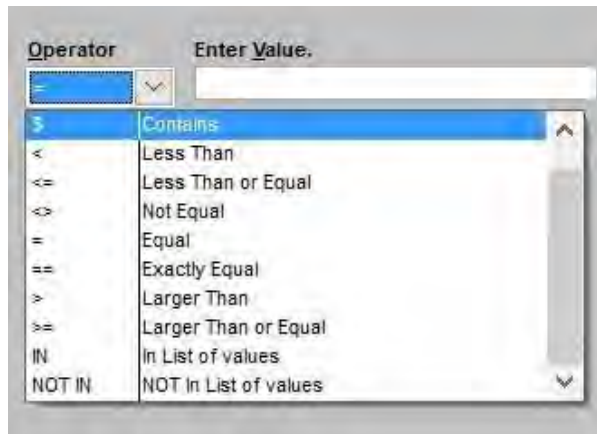 Operator Enter Value.
=
$ Contains
< Less Than
<= Less Than or Equal
<> Not Equal
= Equal
== Exactly Equal
> Larger Than
>= Larger Than or Equal
IN In List of values
NOT IN NOT In List of values